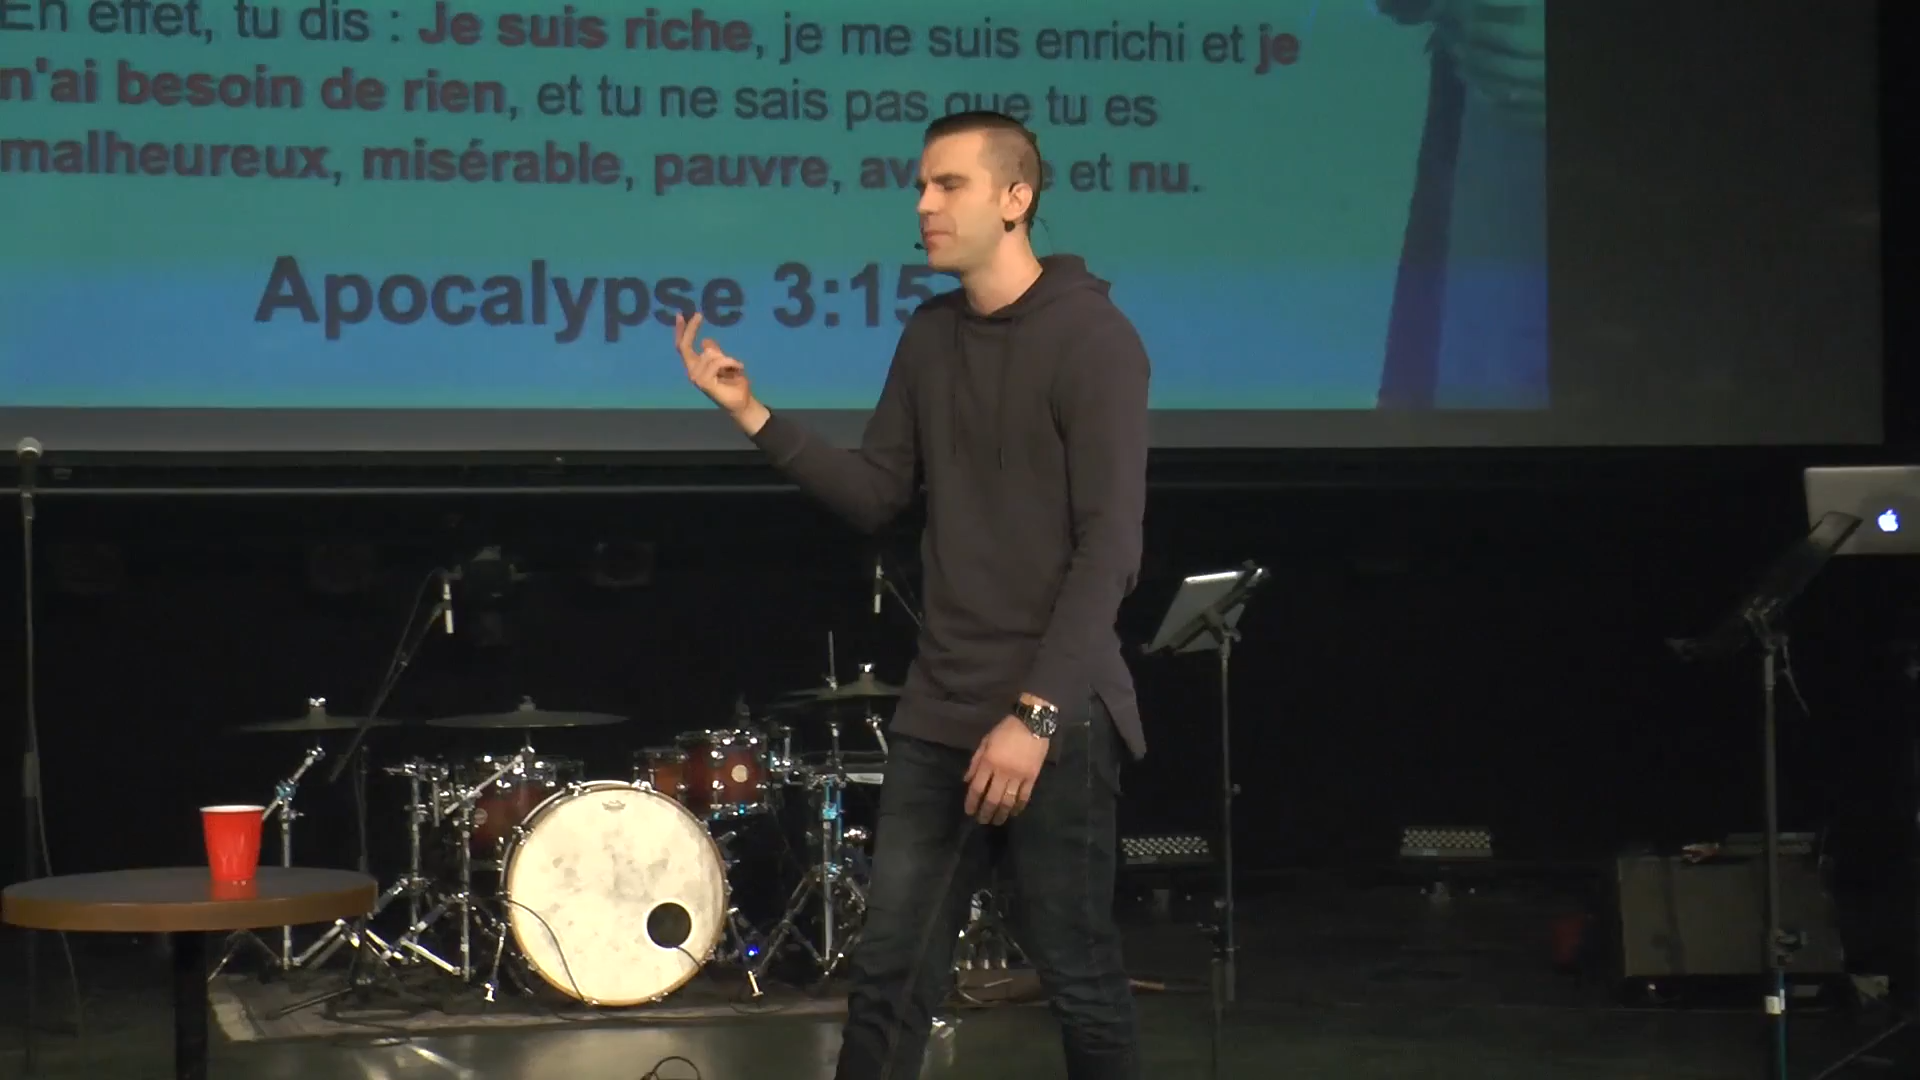 En effet, tu dis : Je suis riche, je me suis enrichi et je
n'ai besoin de rien, et tu ne sais pas que tu es
malheureux, misérable, pauvre, et nu.
Apocalypse 3:15